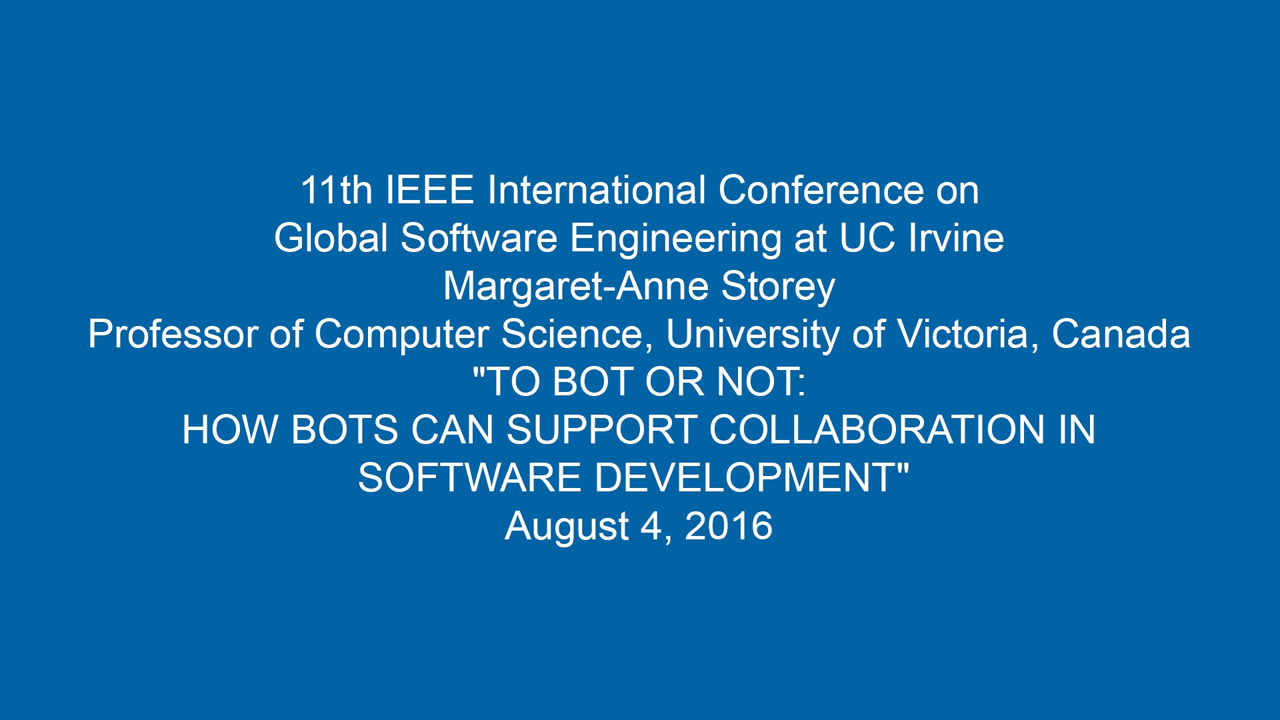 11th IEEE International Conference on
Global Software Engineering at UC Irvine
Margaret-Anne Storey
Professor of Computer Science, University of Victoria, Canada
"TO BOT OR NOT:
HOW BOTS CAN SUPPORT COLLABORATION IN
SOFTWARE DEVELOPMENT"
August 4, 2016